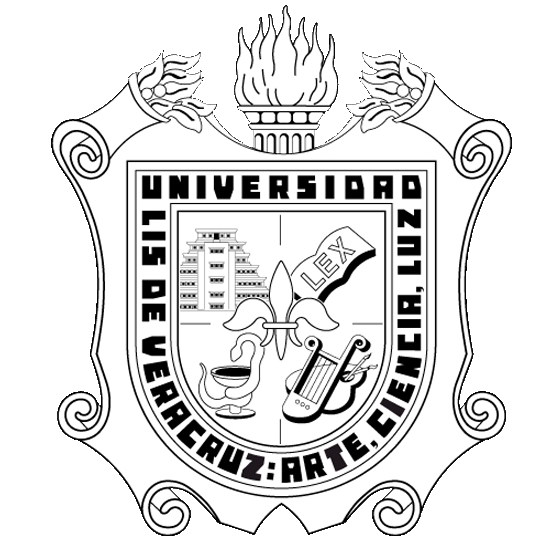 UNIVERSIDAD
LIS DE VERACRUZ: ARTE, CIENCIA, LUZ
LEX